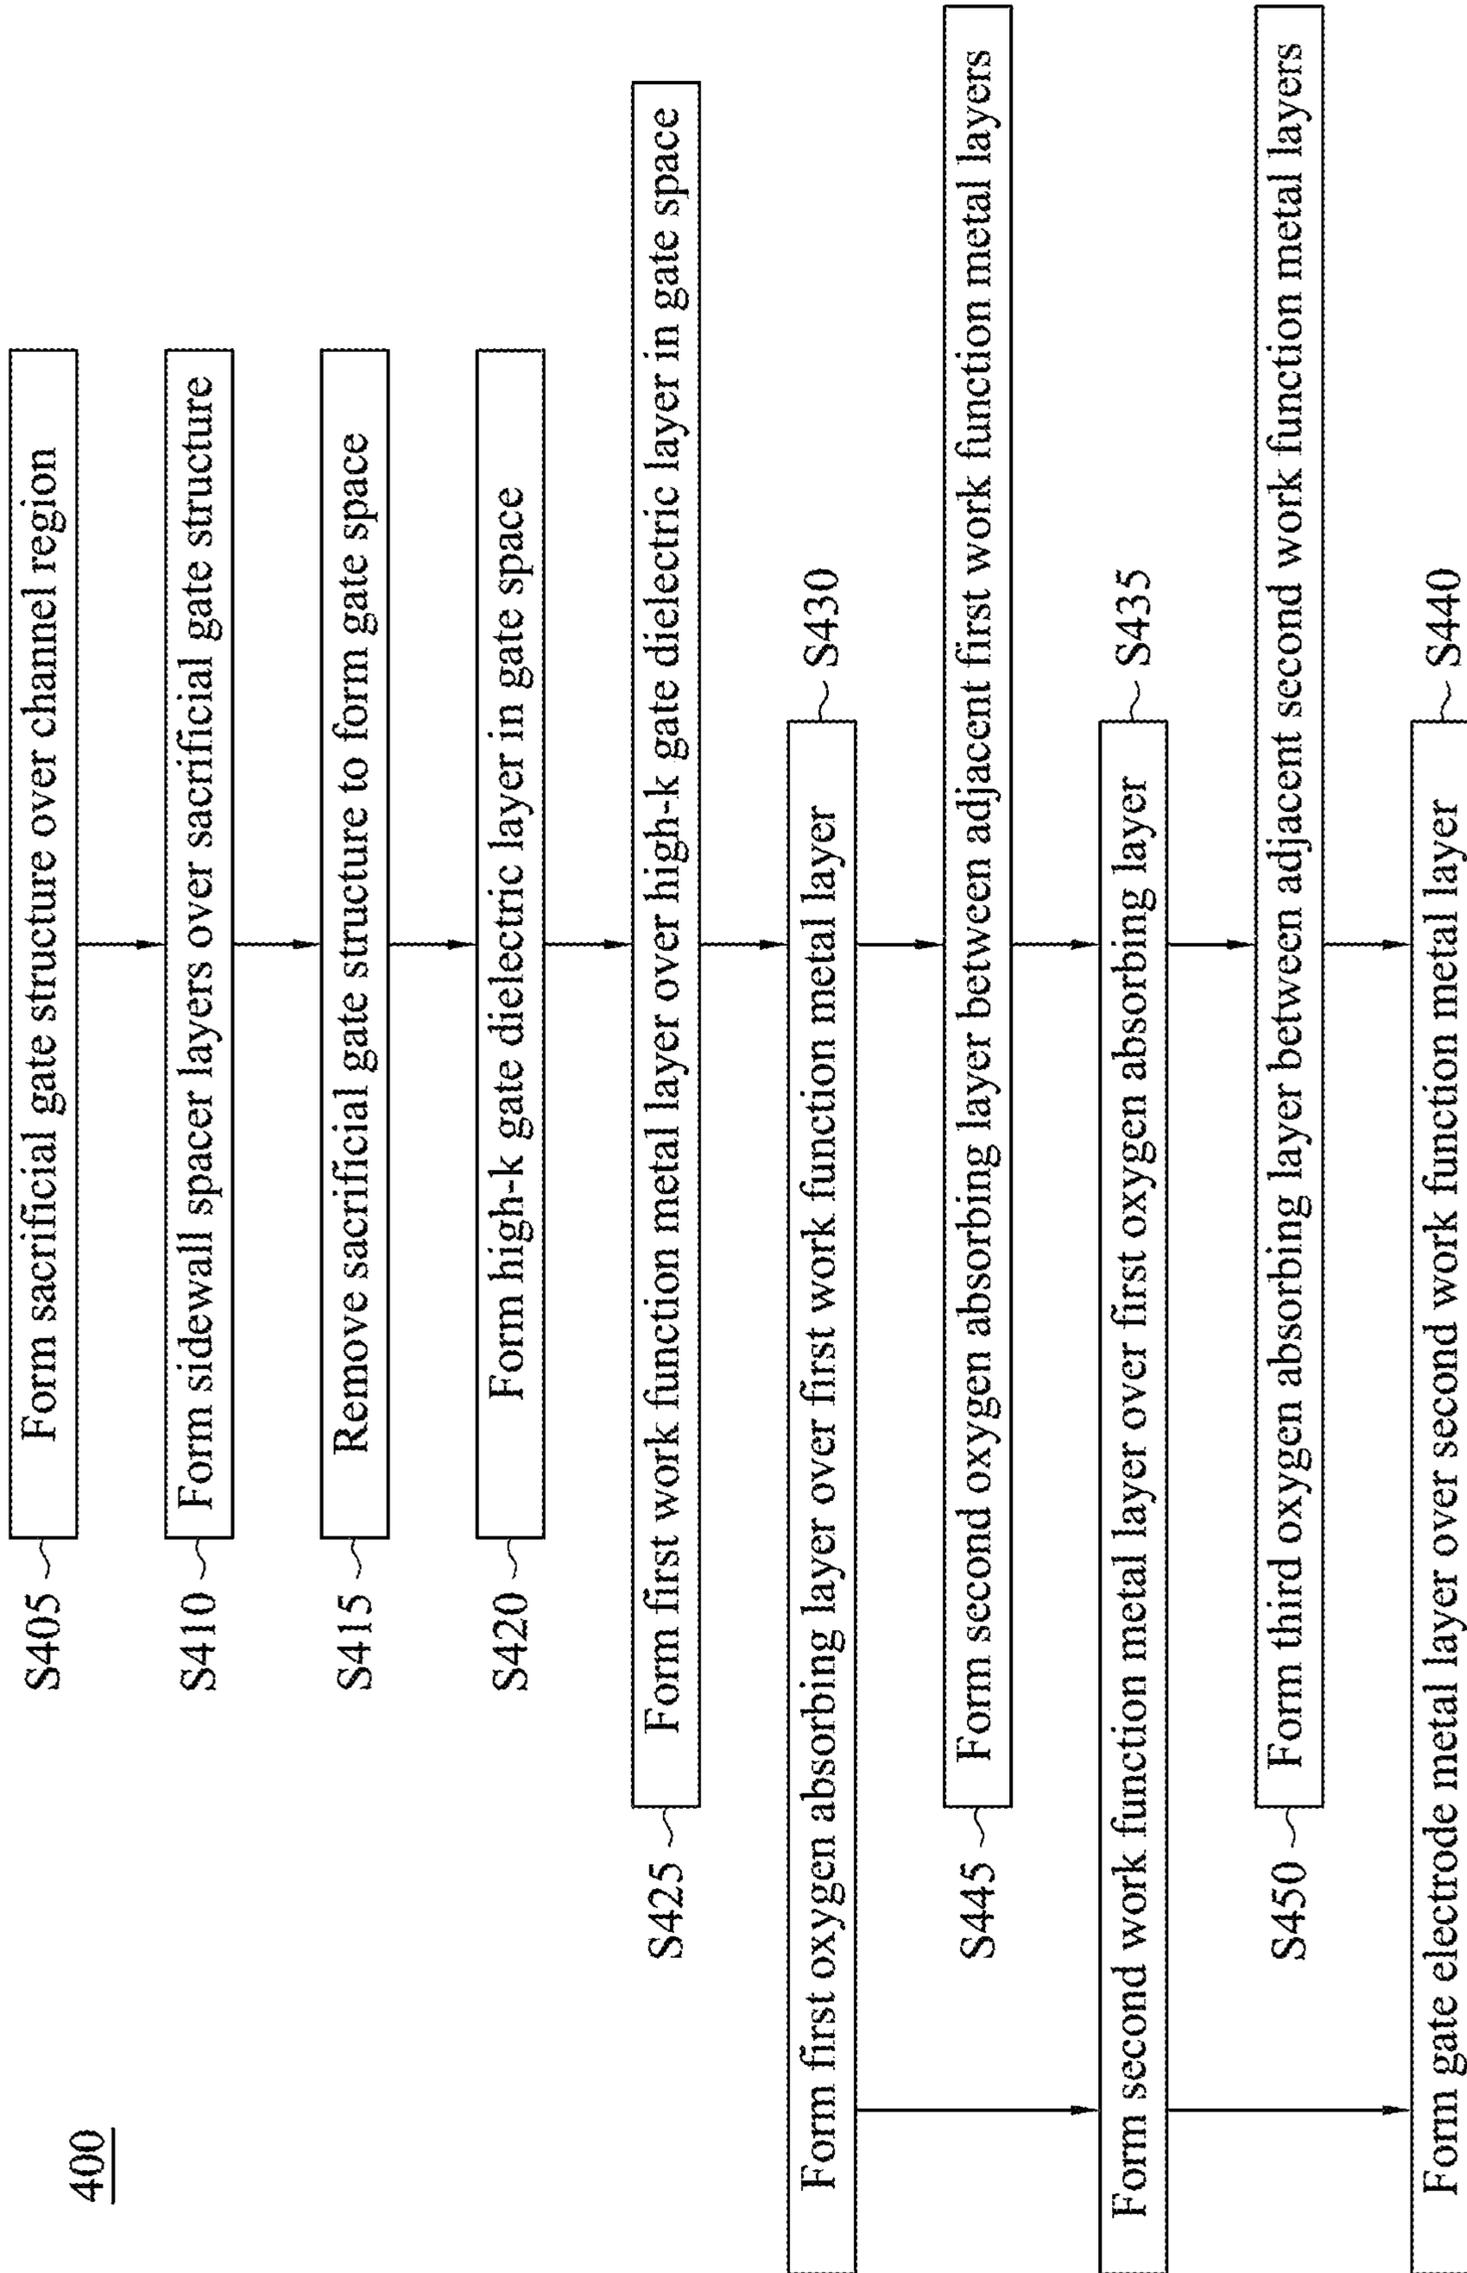 400
S405
Form sacrificial gate structure over channel region
S410
Form sidewall spacer layers over sacrificial gate structure
S415
Remove sacrificial gate structure to form gate space
S420
Form high-k gate dielectric layer in gate space
S425
Form first work function metal layer over high-k gate dielectric layer in gate space
Form first oxygen absorbing layer over first work function metal layer
S430
S445
Form second oxygen absorbing layer between adjacent first work function metal layers
Form second work function metal layer over first oxygen absorbing layer
S435
S450
Form third oxygen absorbing layer between adjacent second work function metal layers
Form gate electrode metal layer over second work function metal layer
S440